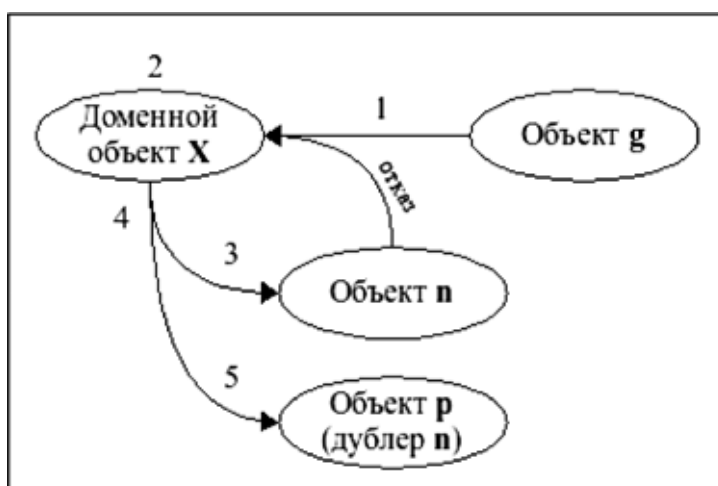 2
Доменной
объект X
1
Объект g
отказ
4
3
Объект n
5
Объект p
(дублер n)